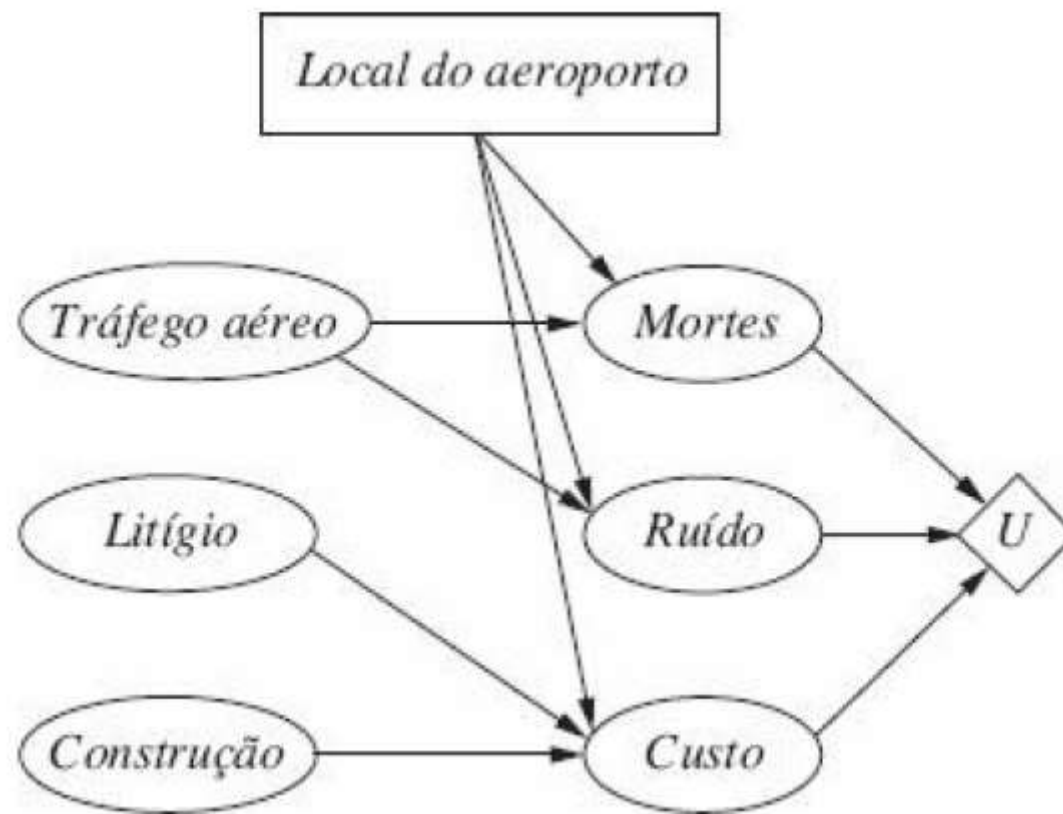 Local do aeroporto
Tráfego aéreo
Mortes
Litígio
Ruído
U
Construção
Custo